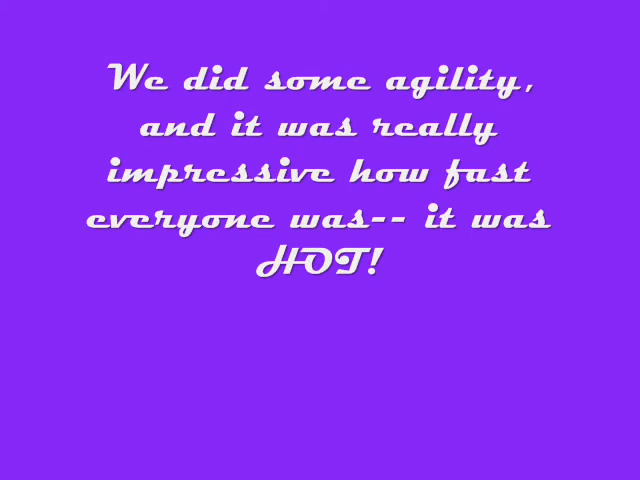 We did some agility,
and it was really
impressive how fast
everyone was-- it was
HOT!